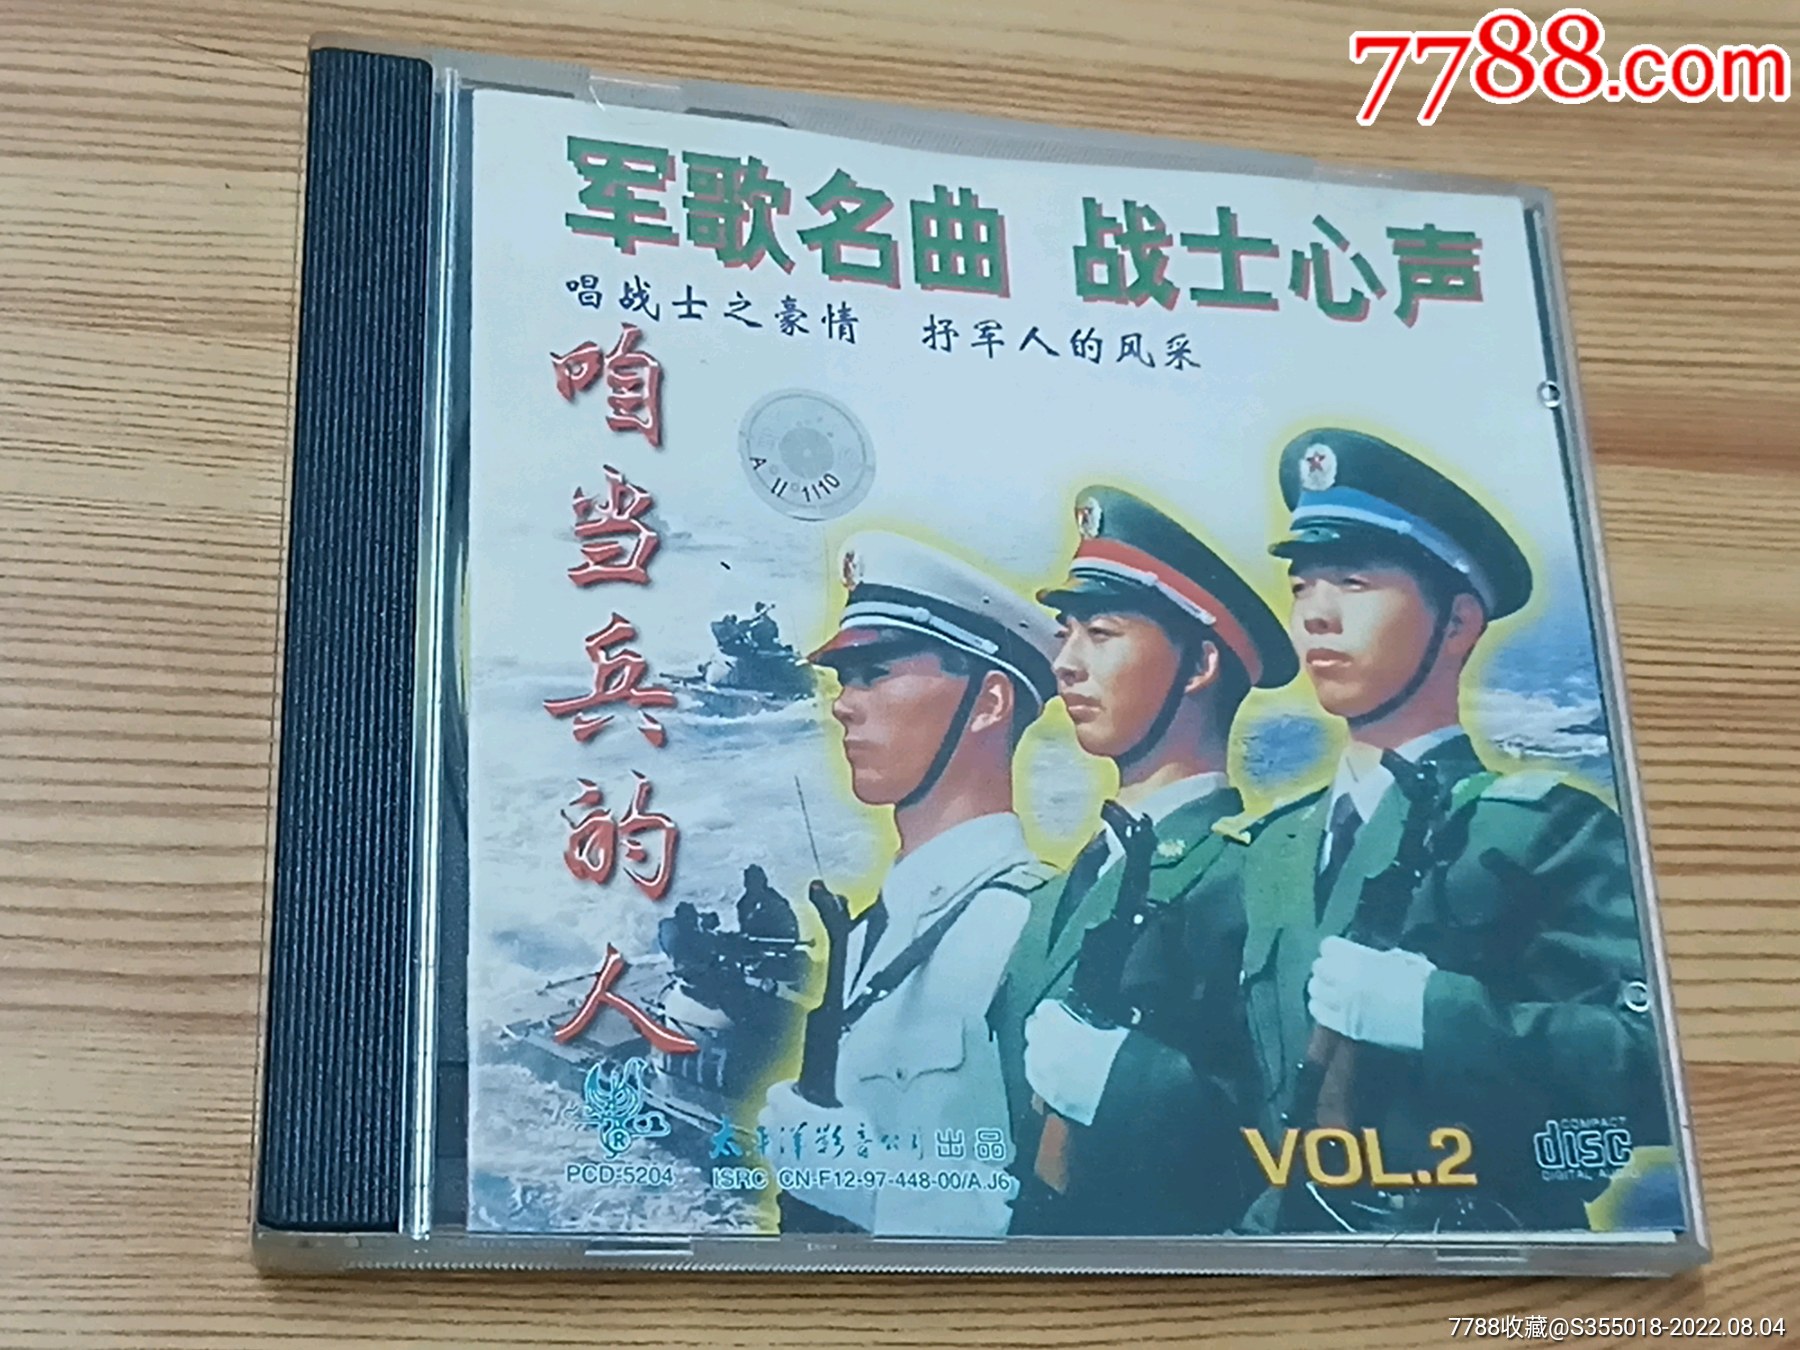 7788.com
军歌名曲 战士心声
唱战士之豪情 抒军人的风采
咱当兵的人
A II 1110
R
PCD-5204
太平洋影音公司出品
ISRC CN-F12-97-448-00/A.J6
VOL.2
COMPACT
disc
DIGITAL AUDIO
7788收藏@S355018-2022.08.04